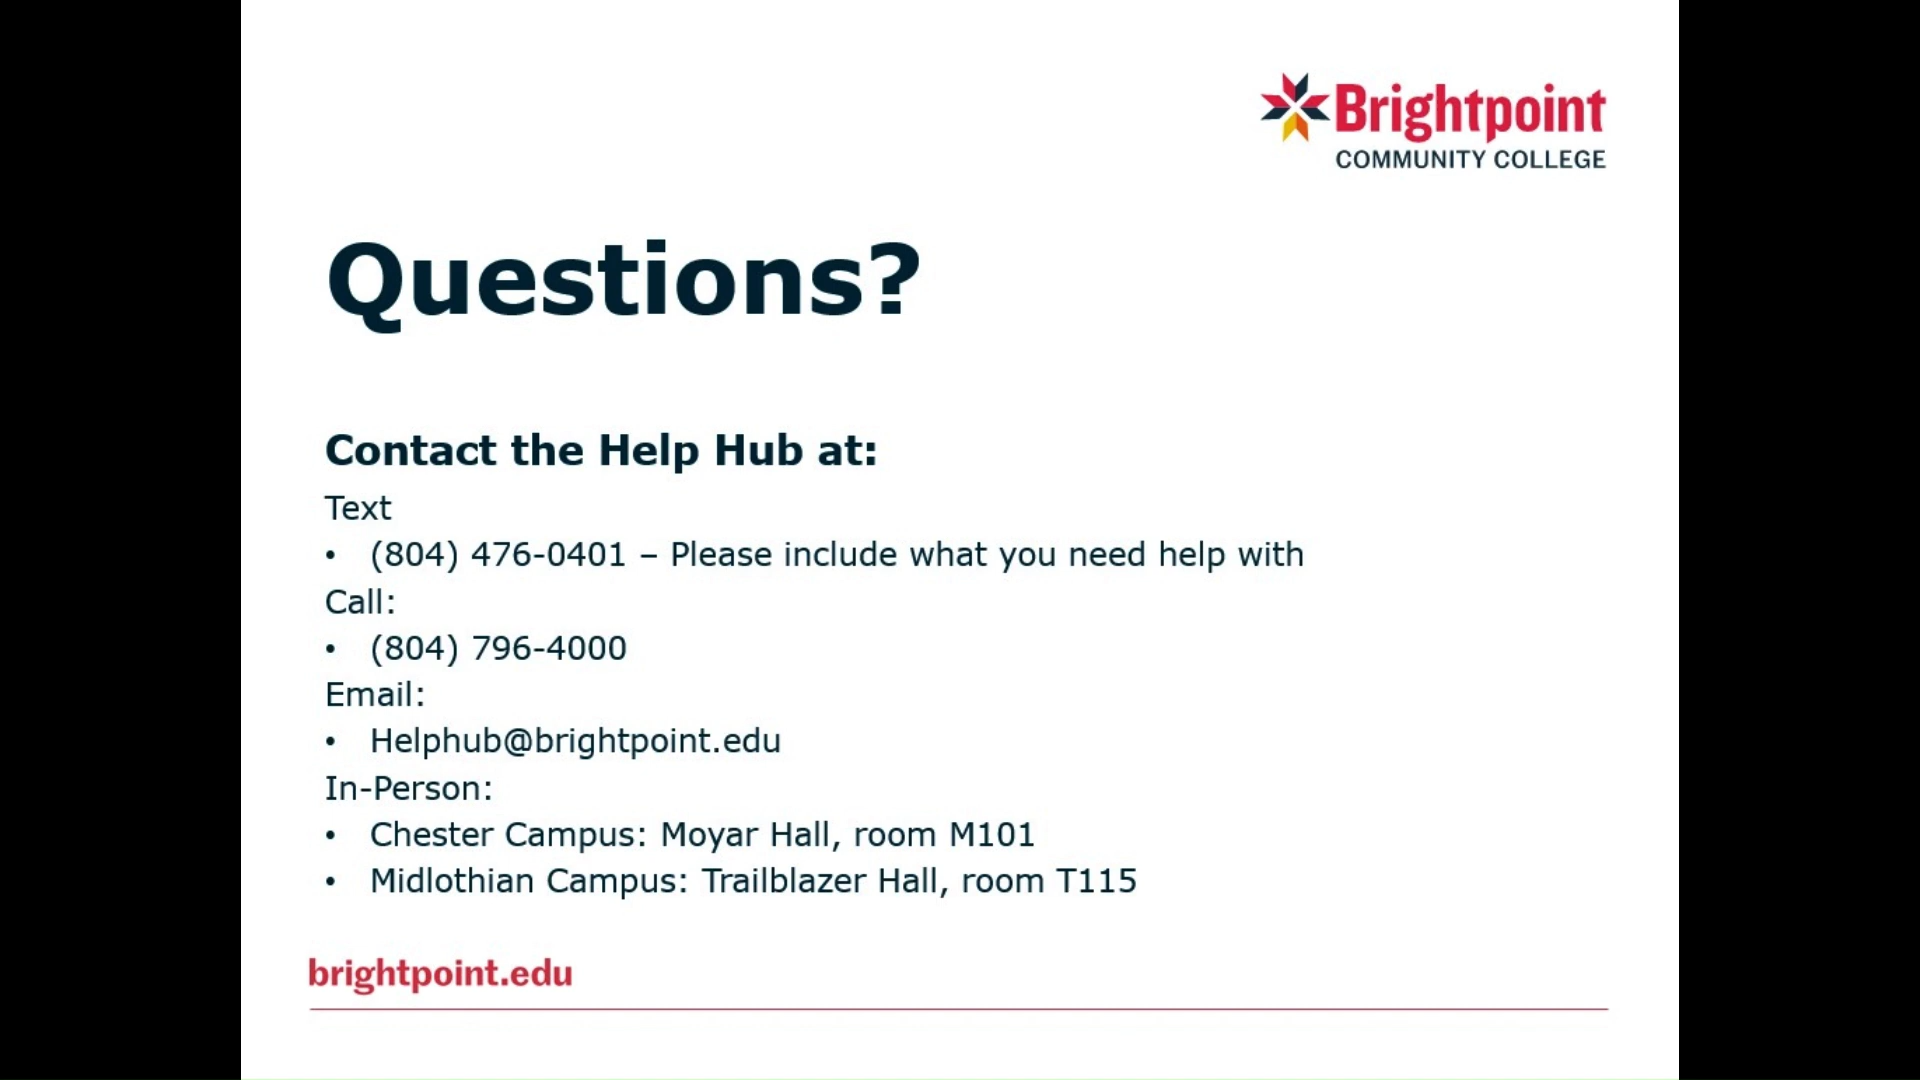 Brightpoint
COMMUNITY COLLEGE
Questions?
Contact the Help Hub at:
Text
• (804) 476-0401 – Please include what you need help with
Call:
• (804) 796-4000
Email:
• Helphub@brightpoint.edu
In-Person:
• Chester Campus: Moyar Hall, room M101
• Midlothian Campus: Trailblazer Hall, room T115
brightpoint.edu